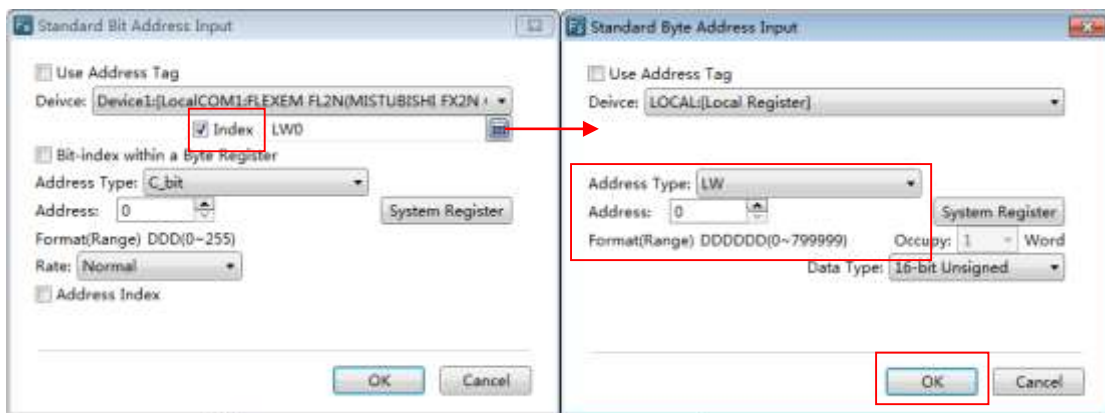 Standard Bit Address Input
Use Address Tag
Deivce: Device1:[LocalCOM1:FLEXEM FL2N(MISTUBISHI FX2N
Index LW0
Bit-index within a Byte Register
Address Type: C_bit
Address: 0 System Register
Format(Range) DDD(0~255)
Rate: Normal
Address Index
OK Cancel
Standard Byte Address Input
Use Address Tag
Deivce: LOCAL:[Local Register]
Address Type: LW
Address: 0 System Register
Format(Range) DDDDDD(0~799999) Occupy: 1 Word
Data Type: 16-bit Unsigned
OK Cancel